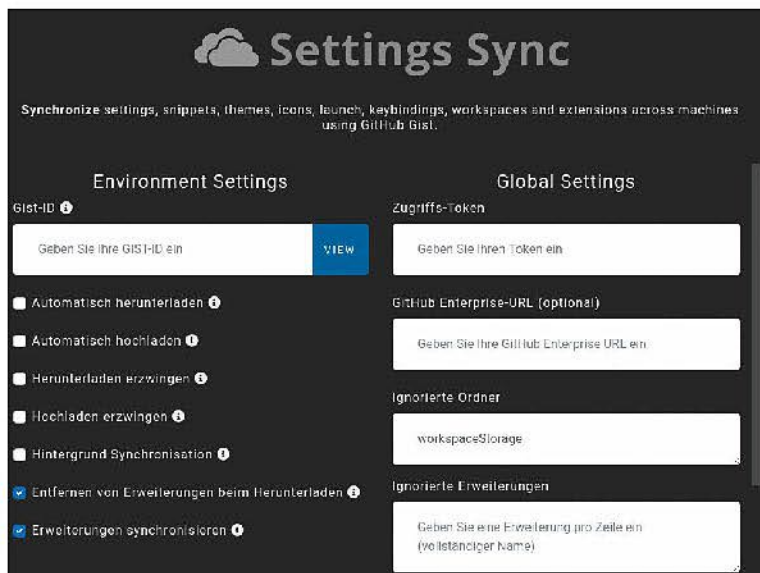 Settings Sync
Synchronize settings, snippets, themes, icons, launch, keybindings, workspaces and extensions across machines
using GitHub Gist.
Environment Settings
Gist-ID
Geben Sie Ihre GIST-ID ein
VIEW
Automatisch herunterladen
Automatisch hochladen
Herunterladen erzwingen
Hochladen erzwingen
Hintergrund Synchronisation
Entfernen von Erweiterungen beim Herunterladen
Erweiterungen synchronisieren
Global Settings
Zugriffs-Token
Geben Sie Ihren Token ein
GitHub Enterprise-URL (optional)
Geben Sie Ihre GitHub Enterprise URL ein
Ignorierte Ordner
workspaceStorage
Ignorierte Erweiterungen
Geben Sie eine Erweiterung pro Zeile ein
(vollständiger Name)